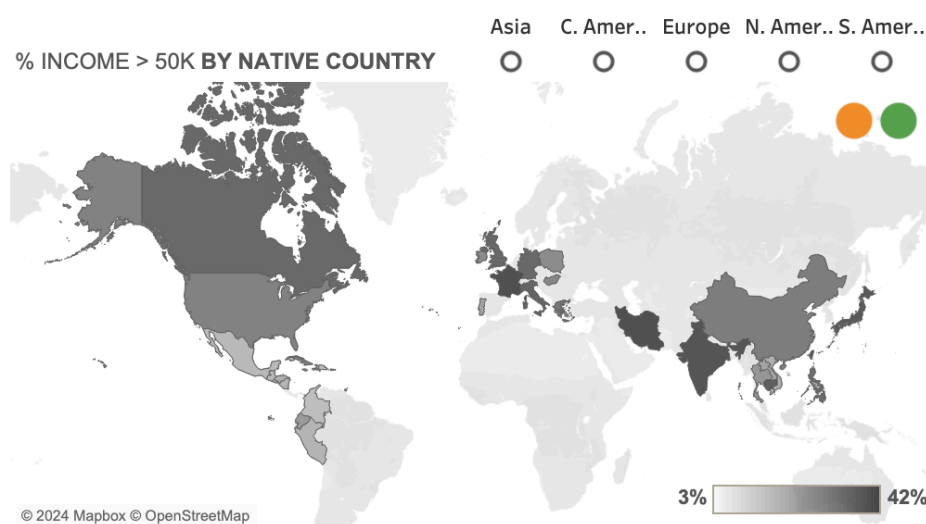 Asia C. Amer.. Europe N. Amer.. S. Amer..
% INCOME > 50K BY NATIVE COUNTRY
3% 42%
© 2024 Mapbox © OpenStreetMap